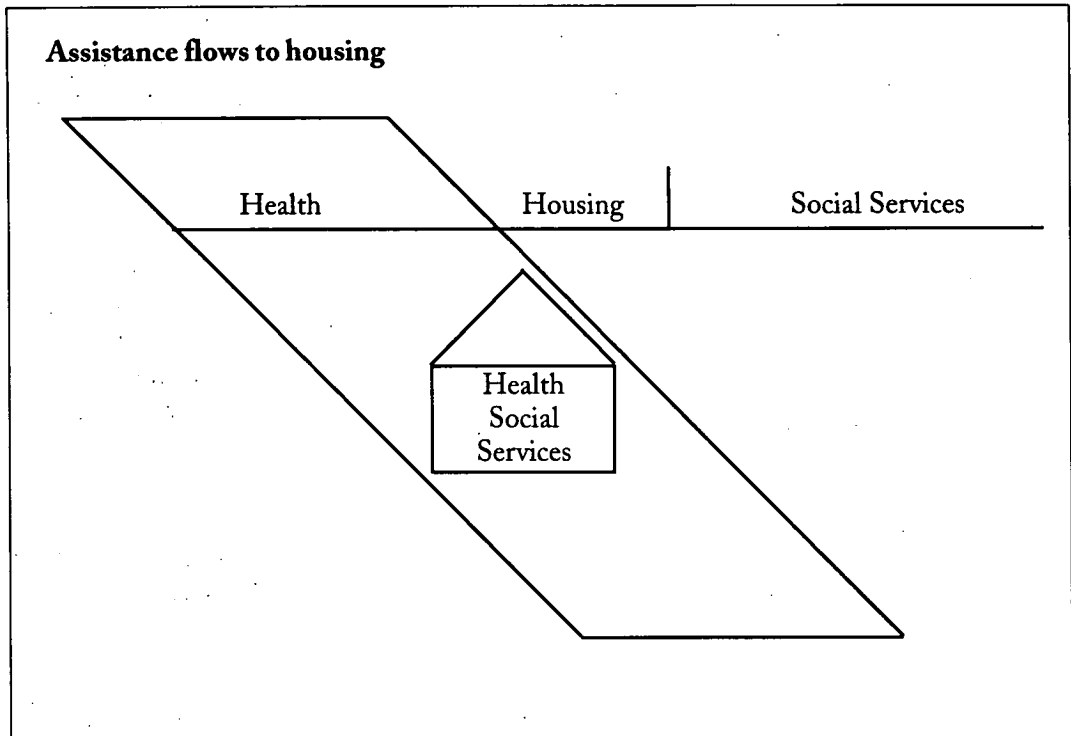 Assistance flows to housing
Health Housing Social Services
Health
Social
Services